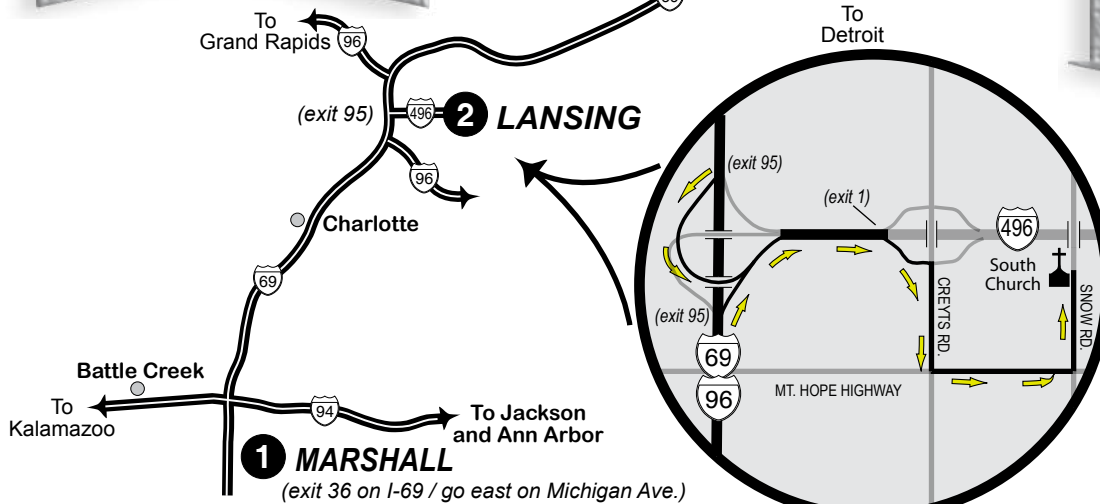 To
Grand Rapids
96
To
Detroit
(exit 95)
496
2 LANSING
96
Charlotte
69
Battle Creek
To
Kalamazoo
94
To Jackson
and Ann Arbor
1 MARSHALL
(exit 36 on I-69 / go east on Michigan Ave.)
(exit 95)
(exit 1)
496
South
Church
CREYTS RD.
SNOW RD.
(exit 95)
69
96
MT. HOPE HIGHWAY